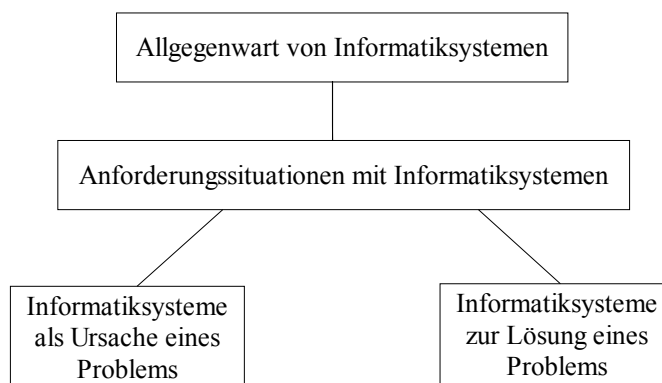 Allgegenwart von Informatiksystemen
Anforderungssituationen mit Informatiksystemen
Informatiksysteme
als Ursache eines
Problems
Informatiksysteme
zur Lösung eines
Problems